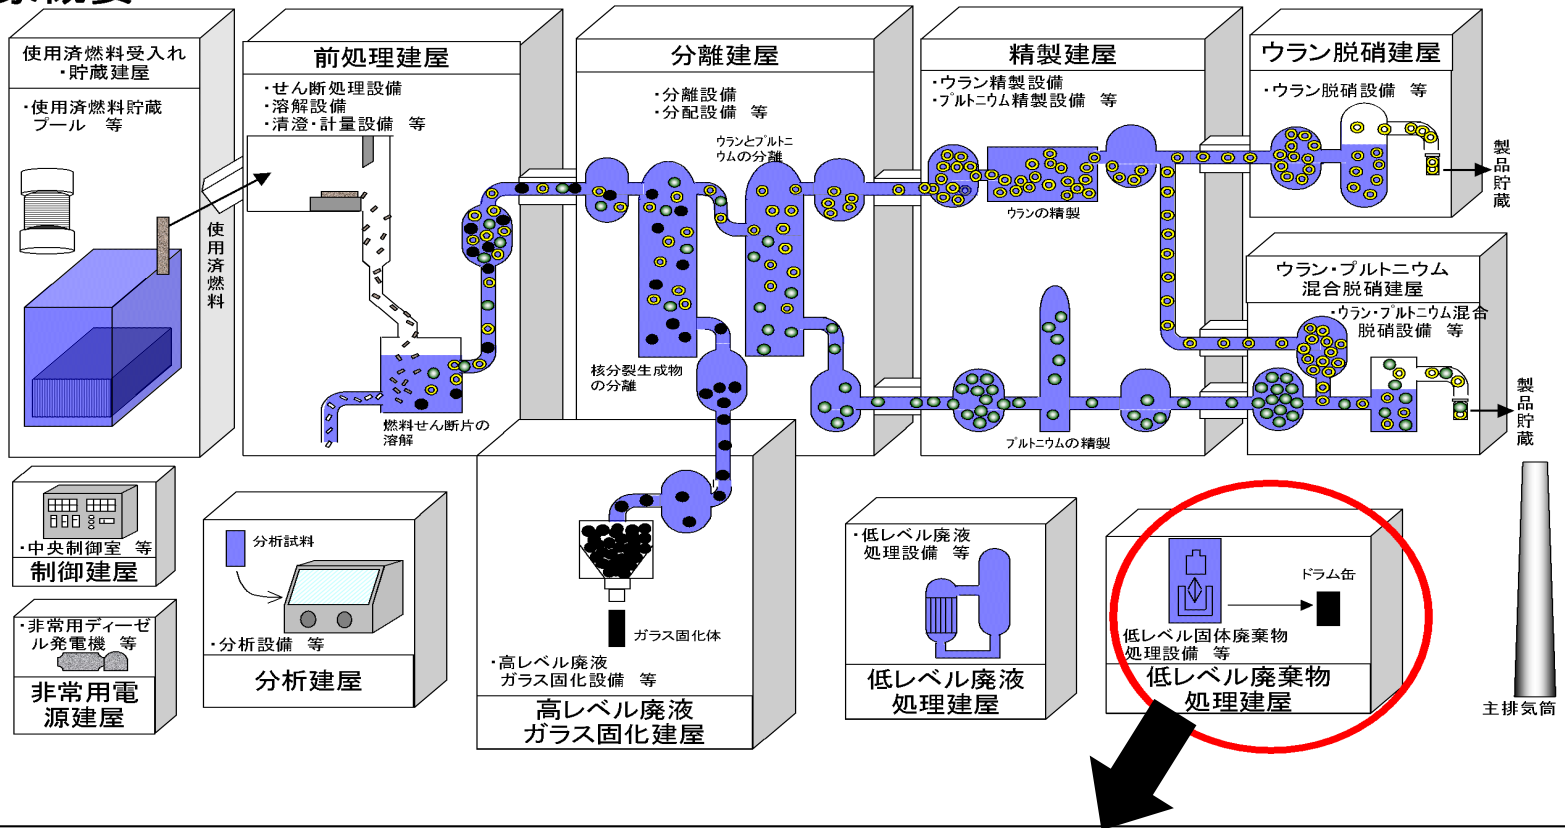 使用済燃料受入れ
・貯蔵建屋
・使用済燃料貯蔵
プール 等
使用済燃料
前処理建屋
・せん断処理設備
・溶解設備
・清澄・計量設備 等
燃料せん断片の
溶解
分離建屋
・分離設備
・分配設備 等
ウランとプルトニ
ウムの分離
核分裂生成物
の分離
精製建屋
・ウラン精製設備
・プルトニウム精製設備 等
ウランの精製
プルトニウムの精製
ウラン脱硝建屋
・ウラン脱硝設備 等
製品貯蔵
ウラン・プルトニウム
混合脱硝建屋
・ウラン・プルトニウム混合
脱硝設備 等
製品貯蔵
・中央制御室 等
制御建屋
・非常用ディーゼ
ル発電機 等
非常用電
源建屋
分析試料
・分析設備 等
分析建屋
ガラス固化体
・高レベル廃液
ガラス固化設備 等
高レベル廃液
ガラス固化建屋
・低レベル廃液
処理設備 等
低レベル廃液
処理建屋
ドラム缶
低レベル固体廃棄物
処理設備 等
低レベル廃棄物
処理建屋
主排気筒